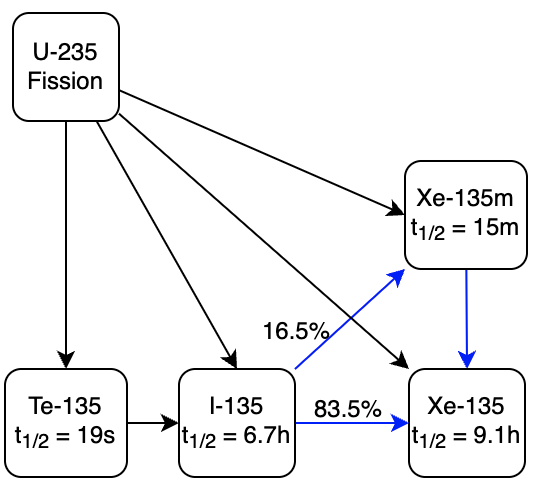 U-235
Fission
Xe-135m
t1/2 = 15m
16.5%
Te-135
t1/2 = 19s
I-135
t1/2 = 6.7h
83.5%
Xe-135
t1/2 = 9.1h